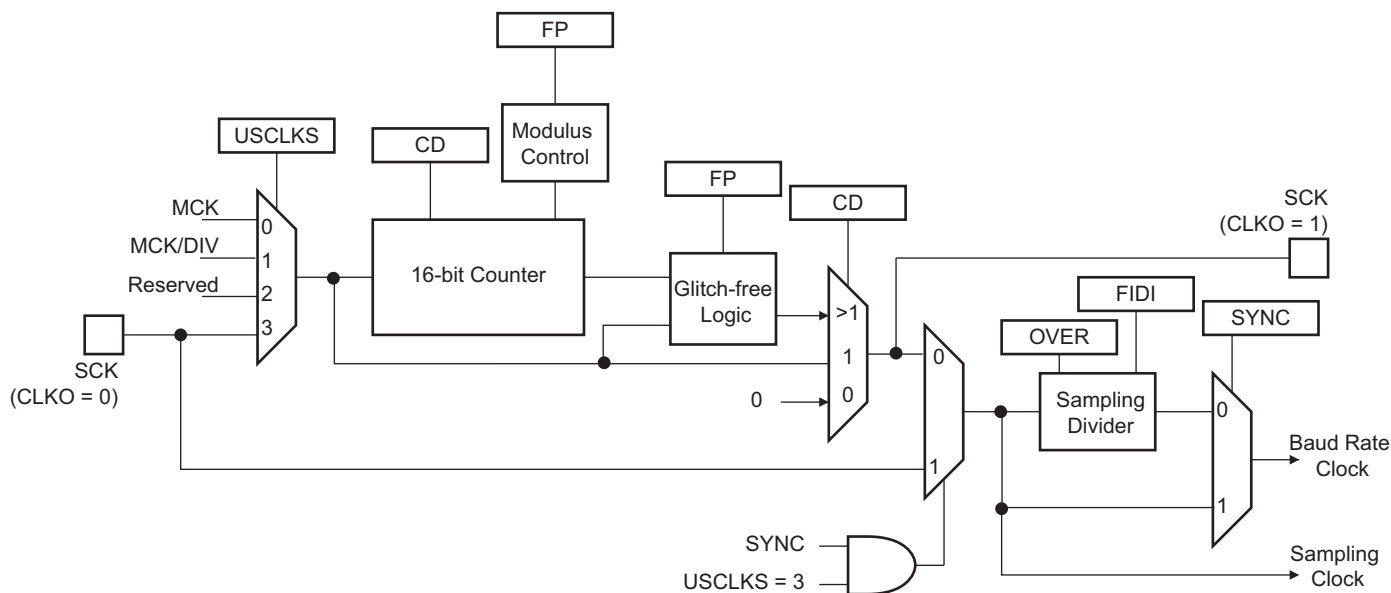 FP
USCLKS
CD
Modulus
Control
FP
CD
SCK
(CLKO = 1)
MCK
0
MCK/DIV
1
Reserved
2
3
16-bit Counter
Glitch-free
Logic
>1
1
0
0
SCK
(CLKO = 0)
FIDI
OVER
SYNC
0
1
Sampling
Divider
0
1
Baud Rate
Clock
SYNC
USCLKS = 3
Sampling
Clock